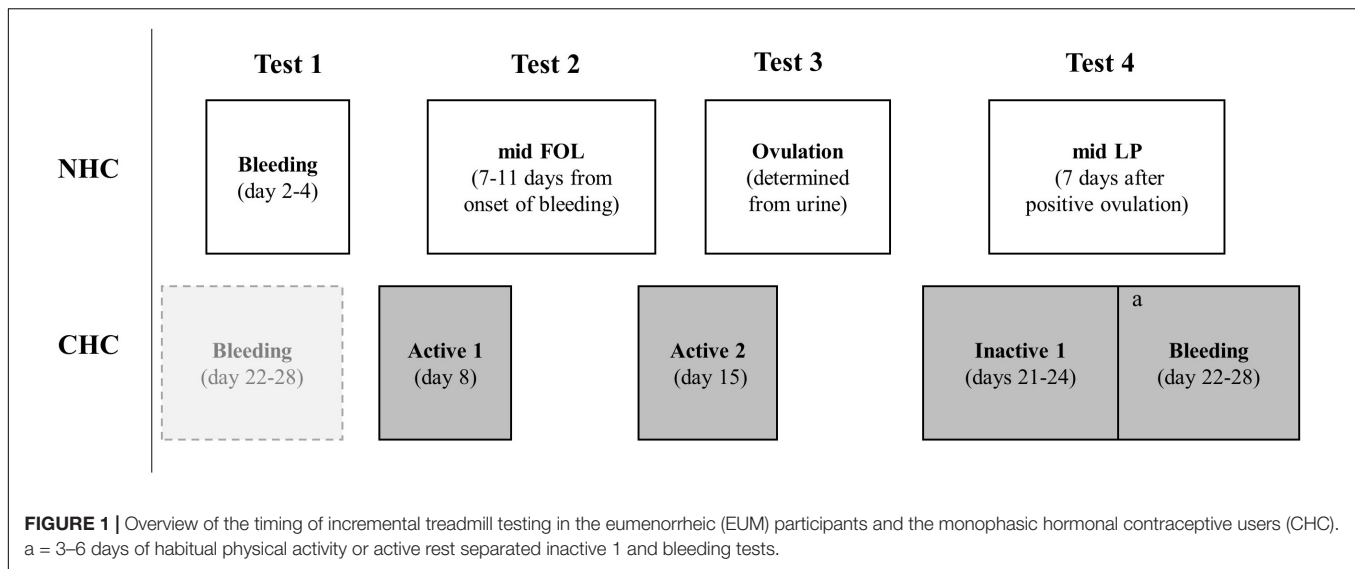 Test 1 Test 2 Test 3 Test 4
NHC
Bleeding
(day 2-4)
mid FOL
(7-11 days from
onset of bleeding)
Ovulation
(determined
from urine)
mid LP
(7 days after
positive ovulation)
CHC
Bleeding
(day 22-28)
Active 1
(day 8)
Active 2
(day 15)
Inactive 1
(days 21-24)
a
Bleeding
(day 22-28)
FIGURE 1 | Overview of the timing of incremental treadmill testing in the eumenorrheic (EUM) participants and the monophasic hormonal contraceptive users (CHC).
a = 3–6 days of habitual physical activity or active rest separated inactive 1 and bleeding tests.